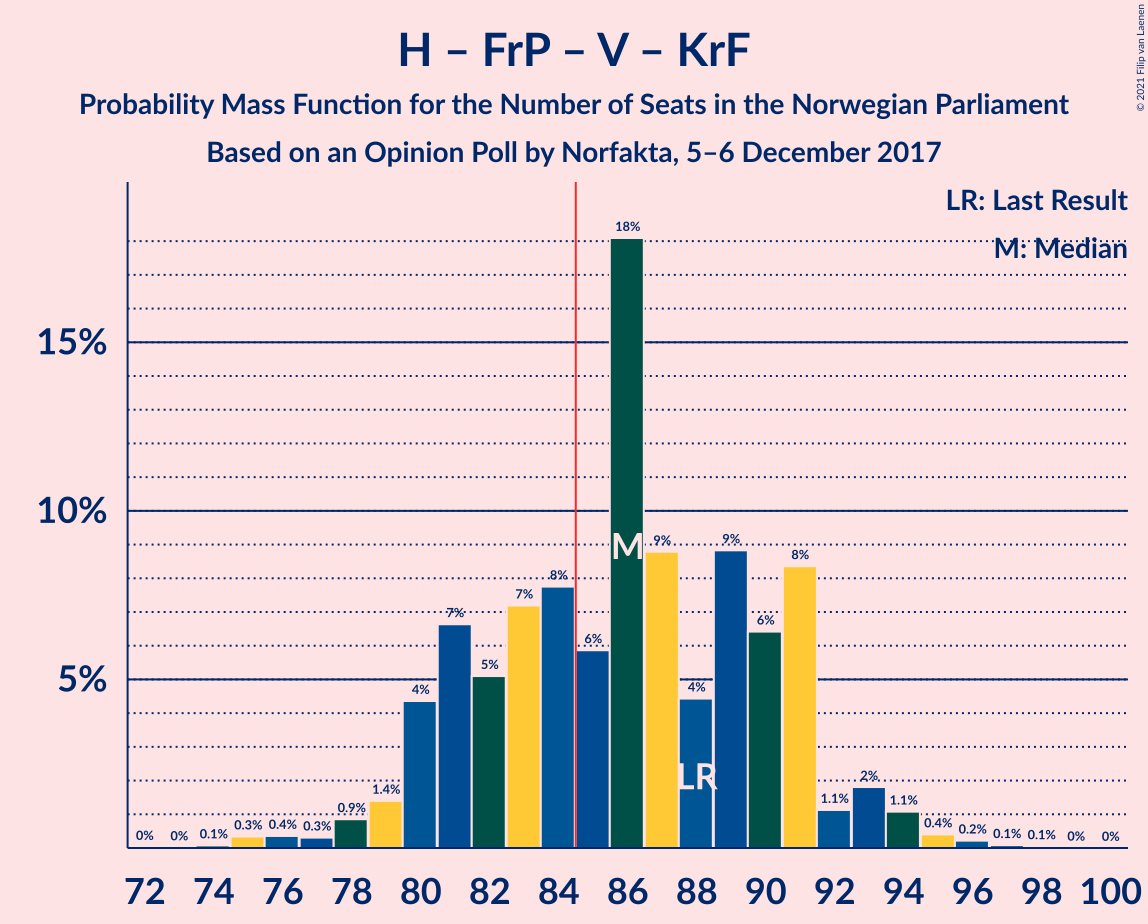 H – FrP – V – KrF
Probability Mass Function for the Number of Seats in the Norwegian Parliament
Based on an Opinion Poll by Norfakta, 5–6 December 2017
© 2021 Filip van Laenen
LR: Last Result
M: Median
15%
10%
5%
0% 0% 0.1% 0.3% 0.4% 0.3% 0.9% 1.4% 4% 7% 5% 7% 8% 6% 18% 9% 4% 9% 6% 8% 1.1% 2% 1.1% 0.4% 0.2% 0.1% 0.1% 0% 0%
M
LR
72 74 76 78 80 82 84 86 88 90 92 94 96 98 100